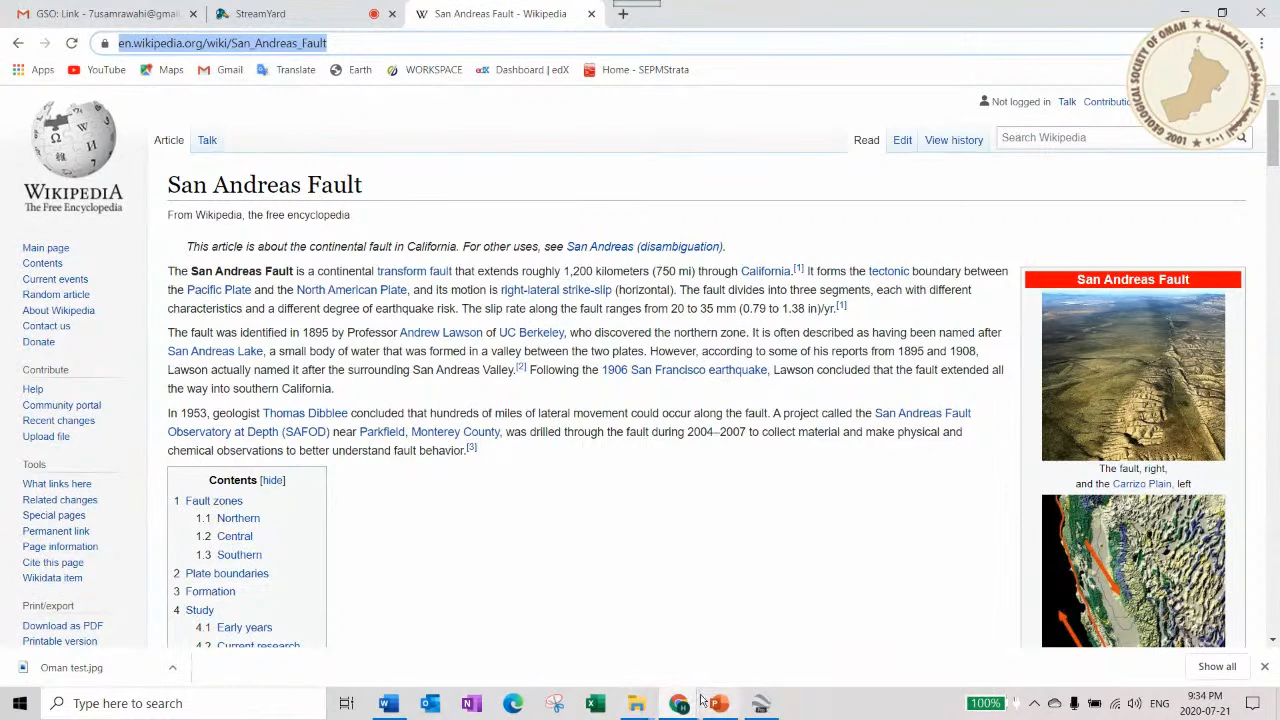 GSO: Link - 7usamrawahi@gmail.
StreamYard
San Andreas Fault - Wikipedia
en.wikipedia.org/wiki/San_Andreas_Fault
Apps YouTube Maps Gmail Translate Earth WORKSPACE Dashboard | edX Home - SEPMStrata
GEOLOGICAL SOCIETY OF OMAN
الجمعية الجيولوجية العمانية
2001 ٢٠٠١
Not logged in Talk Contributio
Article Talk Read Edit View history Search Wikipedia
WIKIPEDIA
The Free Encyclopedia
San Andreas Fault
From Wikipedia, the free encyclopedia
Main page
Contents
Current events
Random article
About Wikipedia
Contact us
Donate
Contribute
Help
Community portal
Recent changes
Upload file
Tools
What links here
Related changes
Special pages
Permanent link
Page information
Cite this page
Wikidata item
Print/export
Download as PDF
Printable version
This article is about the continental fault in California. For other uses, see San Andreas (disambiguation).
The San Andreas Fault is a continental transform fault that extends roughly 1,200 kilometers (750 mi) through California.[1] It forms the tectonic boundary between
the Pacific Plate and the North American Plate, and its motion is right-lateral strike-slip (horizontal). The fault divides into three segments, each with different
characteristics and a different degree of earthquake risk. The slip rate along the fault ranges from 20 to 35 mm (0.79 to 1.38 in)/yr.[1]
The fault was identified in 1895 by Professor Andrew Lawson of UC Berkeley, who discovered the northern zone. It is often described as having been named after
San Andreas Lake, a small body of water that was formed in a valley between the two plates. However, according to some of his reports from 1895 and 1908,
Lawson actually named it after the surrounding San Andreas Valley.[2] Following the 1906 San Francisco earthquake, Lawson concluded that the fault extended all
the way into southern California.
In 1953, geologist Thomas Dibblee concluded that hundreds of miles of lateral movement could occur along the fault. A project called the San Andreas Fault
Observatory at Depth (SAFOD) near Parkfield, Monterey County, was drilled through the fault during 2004–2007 to collect material and make physical and
chemical observations to better understand fault behavior.[3]
Contents [hide]
1 Fault zones
1.1 Northern
1.2 Central
1.3 Southern
2 Plate boundaries
3 Formation
4 Study
4.1 Early years
4.2 Current research
San Andreas Fault
The fault, right,
and the Carrizo Plain, left
Oman test.jpg
Show all
Type here to search
100%
ENG
9:34 PM
2020-07-21